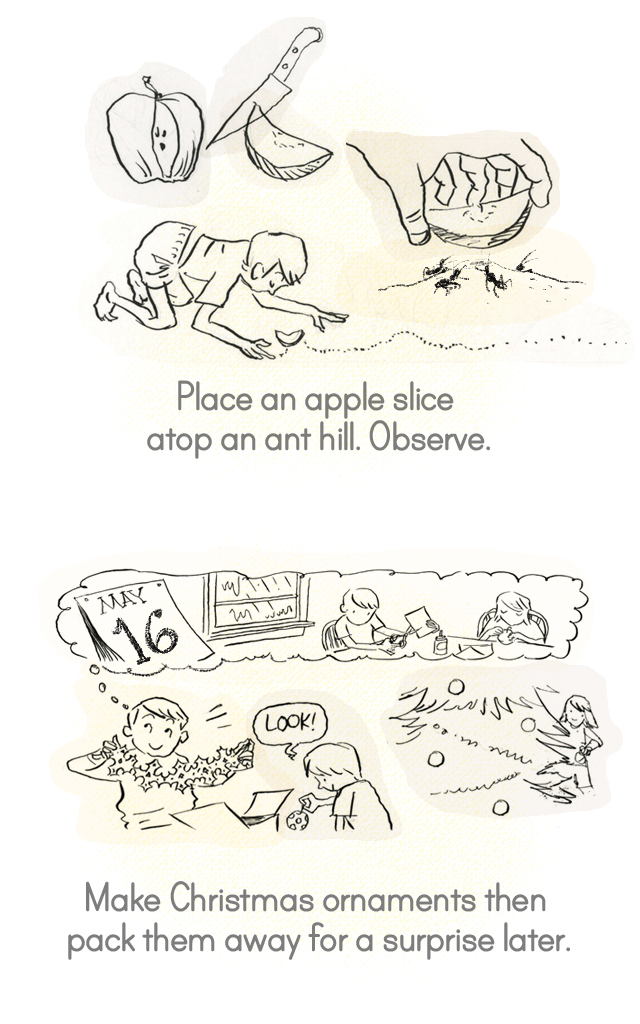 Place an apple slice
atop an ant hill. Observe.
MAY
16
LOOK!
Make Christmas ornaments then
pack them away for a surprise later.